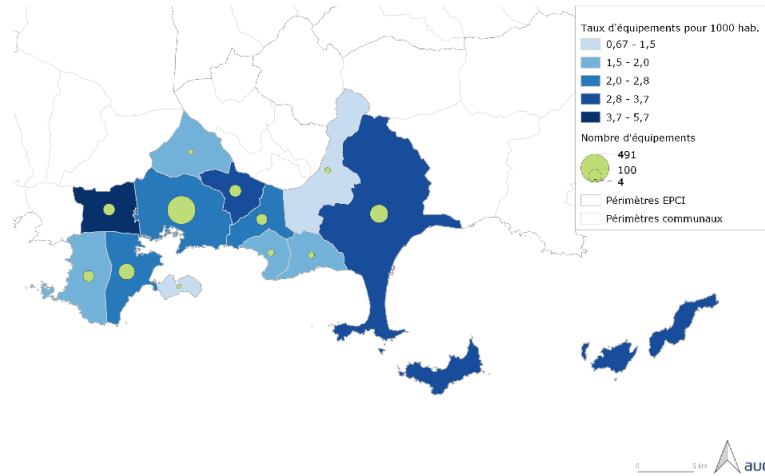 Taux d'équipements pour 1000 hab.
0,67 - 1,5
1,5 - 2,0
2,0 - 2,8
2,8 - 3,7
3,7 - 5,7
Nombre d'équipements
491
100
4
Périmètres EPCI
Périmètres communaux
0 5 km